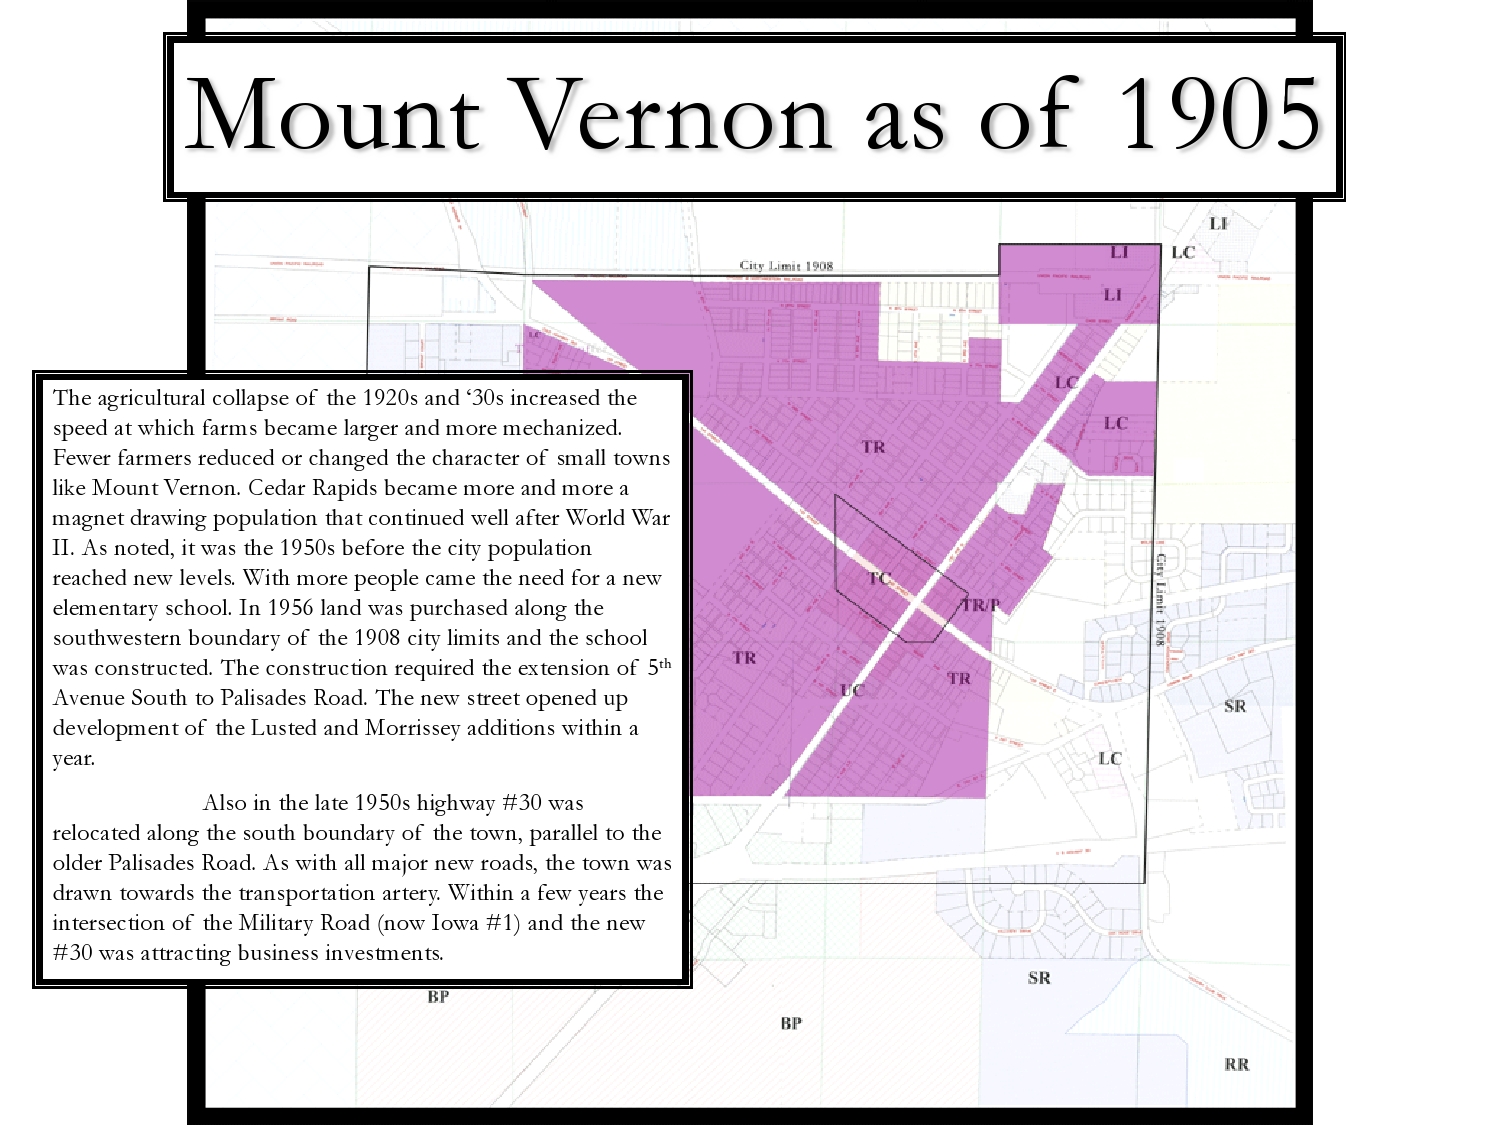 Mount Vernon as of 1905
LI
LI
LC
City Limit 1908
LI
LC
LC
LC
TR
The agricultural collapse of the 1920s and ‘30s increased the
speed at which farms became larger and more mechanized.
Fewer farmers reduced or changed the character of small towns
like Mount Vernon. Cedar Rapids became more and more a
magnet drawing population that continued well after World War
II. As noted, it was the 1950s before the city population
reached new levels. With more people came the need for a new
elementary school. In 1956 land was purchased along the
southwestern boundary of the 1908 city limits and the school
was constructed. The construction required the extension of 5th
Avenue South to Palisades Road. The new street opened up
development of the Lusted and Morrissey additions within a
year.
Also in the late 1950s highway #30 was
relocated along the south boundary of the town, parallel to the
older Palisades Road. As with all major new roads, the town was
drawn towards the transportation artery. Within a few years the
intersection of the Military Road (now Iowa #1) and the new
#30 was attracting business investments.
TC
TR/P
City Limit 1908
TR
TR
UC
SR
LC
SR
BP
BP
RR